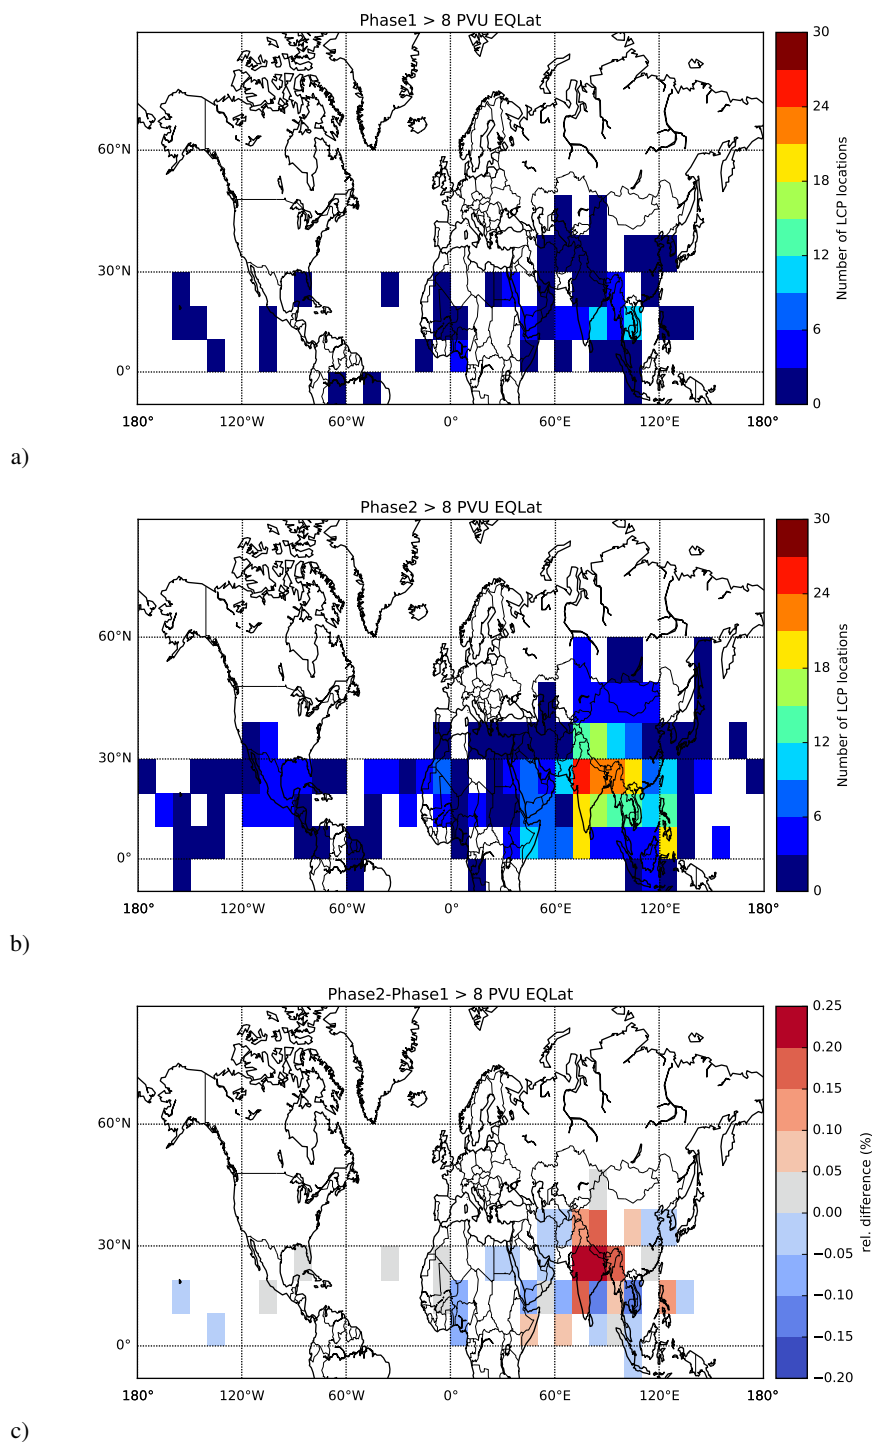 Phase1 > 8 PVU EQLat
60°N
30°N
0°
180°
120°W
60°W
0°
60°E
120°E
180°
30
24
18
12
6
0
Number of LCP locations
a)
Phase2 > 8 PVU EQLat
60°N
30°N
0°
180°
120°W
60°W
0°
60°E
120°E
180°
30
24
18
12
6
0
Number of LCP locations
b)
Phase2-Phase1 > 8 PVU EQLat
60°N
30°N
0°
180°
120°W
60°W
0°
60°E
120°E
180°
0.25
0.20
0.15
0.10
0.05
0.00
−0.05
−0.10
−0.15
−0.20
rel. difference (%)
c)